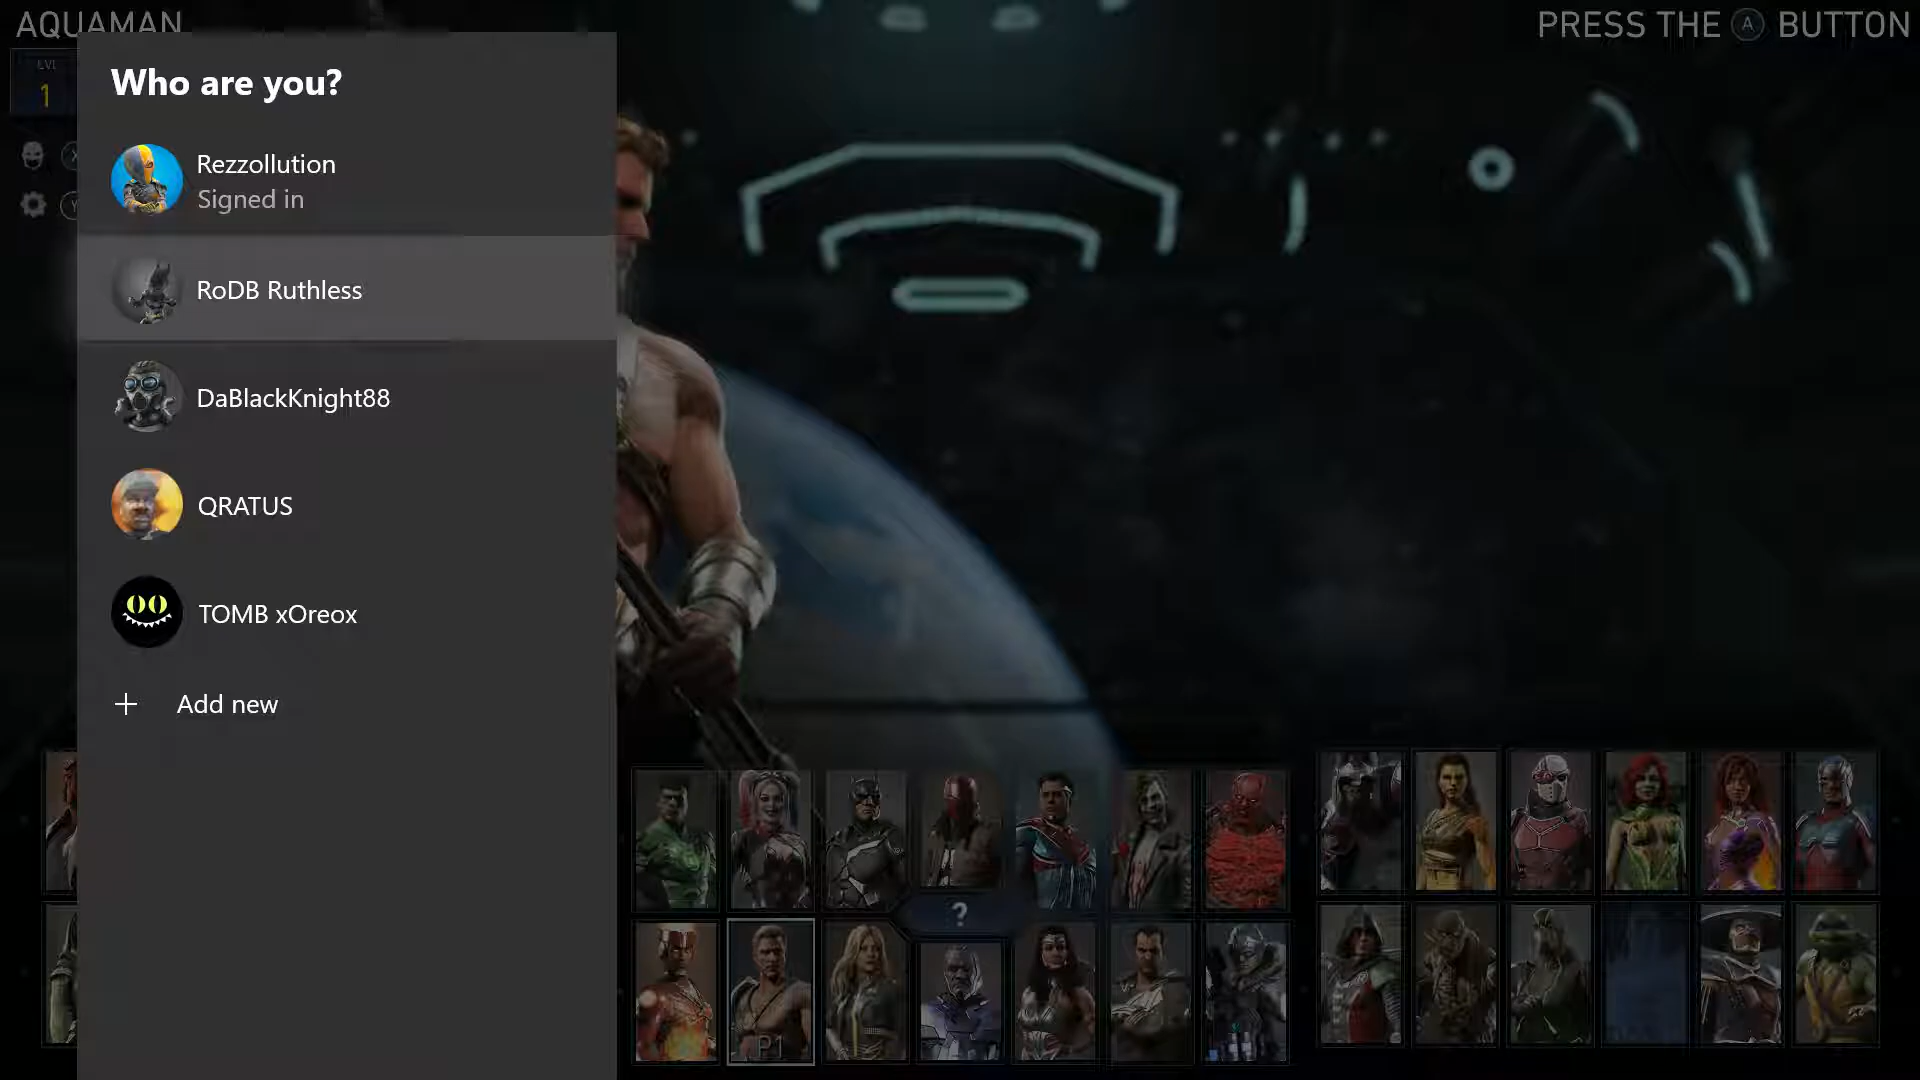 AQUAMAN
PRESS THE A BUTTON
LVL
1
X
Y
Who are you?
Rezzollution
Signed in
RoDB Ruthless
DaBlackKnight88
QRATUS
TOMB xOreox
+ Add new
?
P1